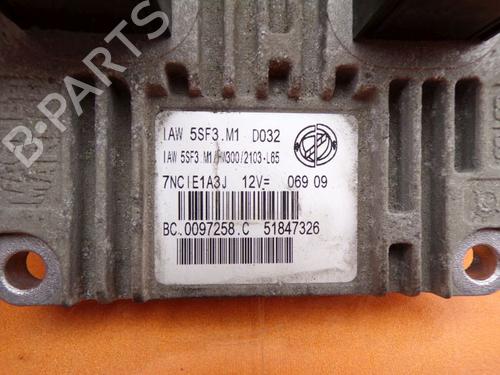 B-PARTS
IAW 5SF3.M1 D032
IAW 5SF3 M1/HW300/2103-L65
7NCIE1A3J 12V= 069 09
BC.0097258.C 51847326